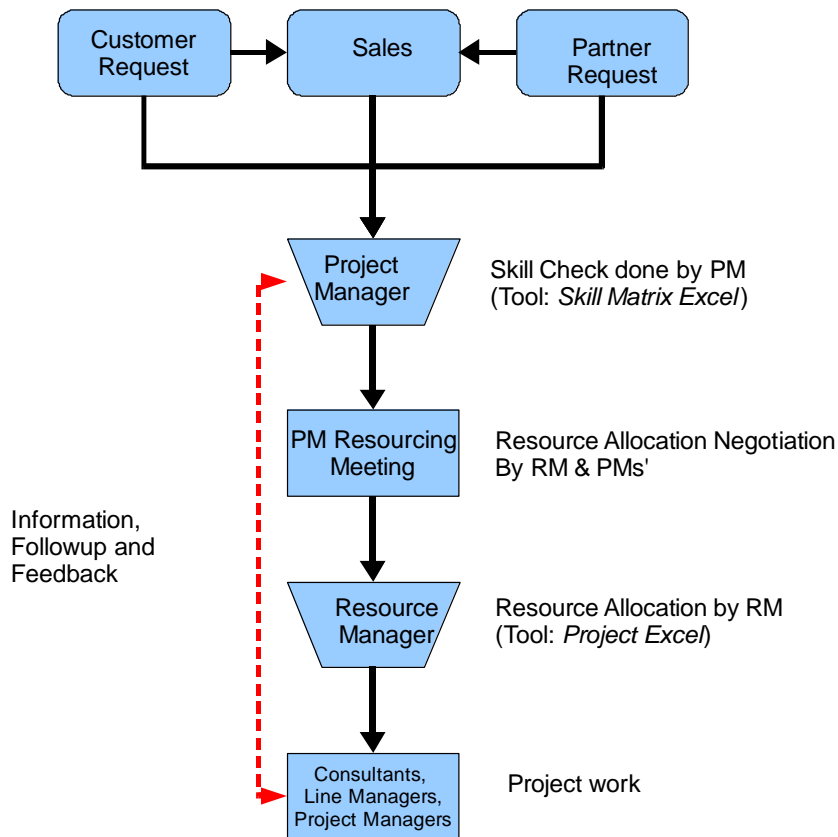 Customer
Request
Sales
Partner
Request
Project
Manager
Skill Check done by PM
(Tool: Skill Matrix Excel)
PM Resourcing
Meeting
Resource Allocation Negotiation
By RM & PMs'
Information,
Followup and
Feedback
Resource
Manager
Resource Allocation by RM
(Tool: Project Excel)
Consultants,
Line Managers,
Project Managers
Project work